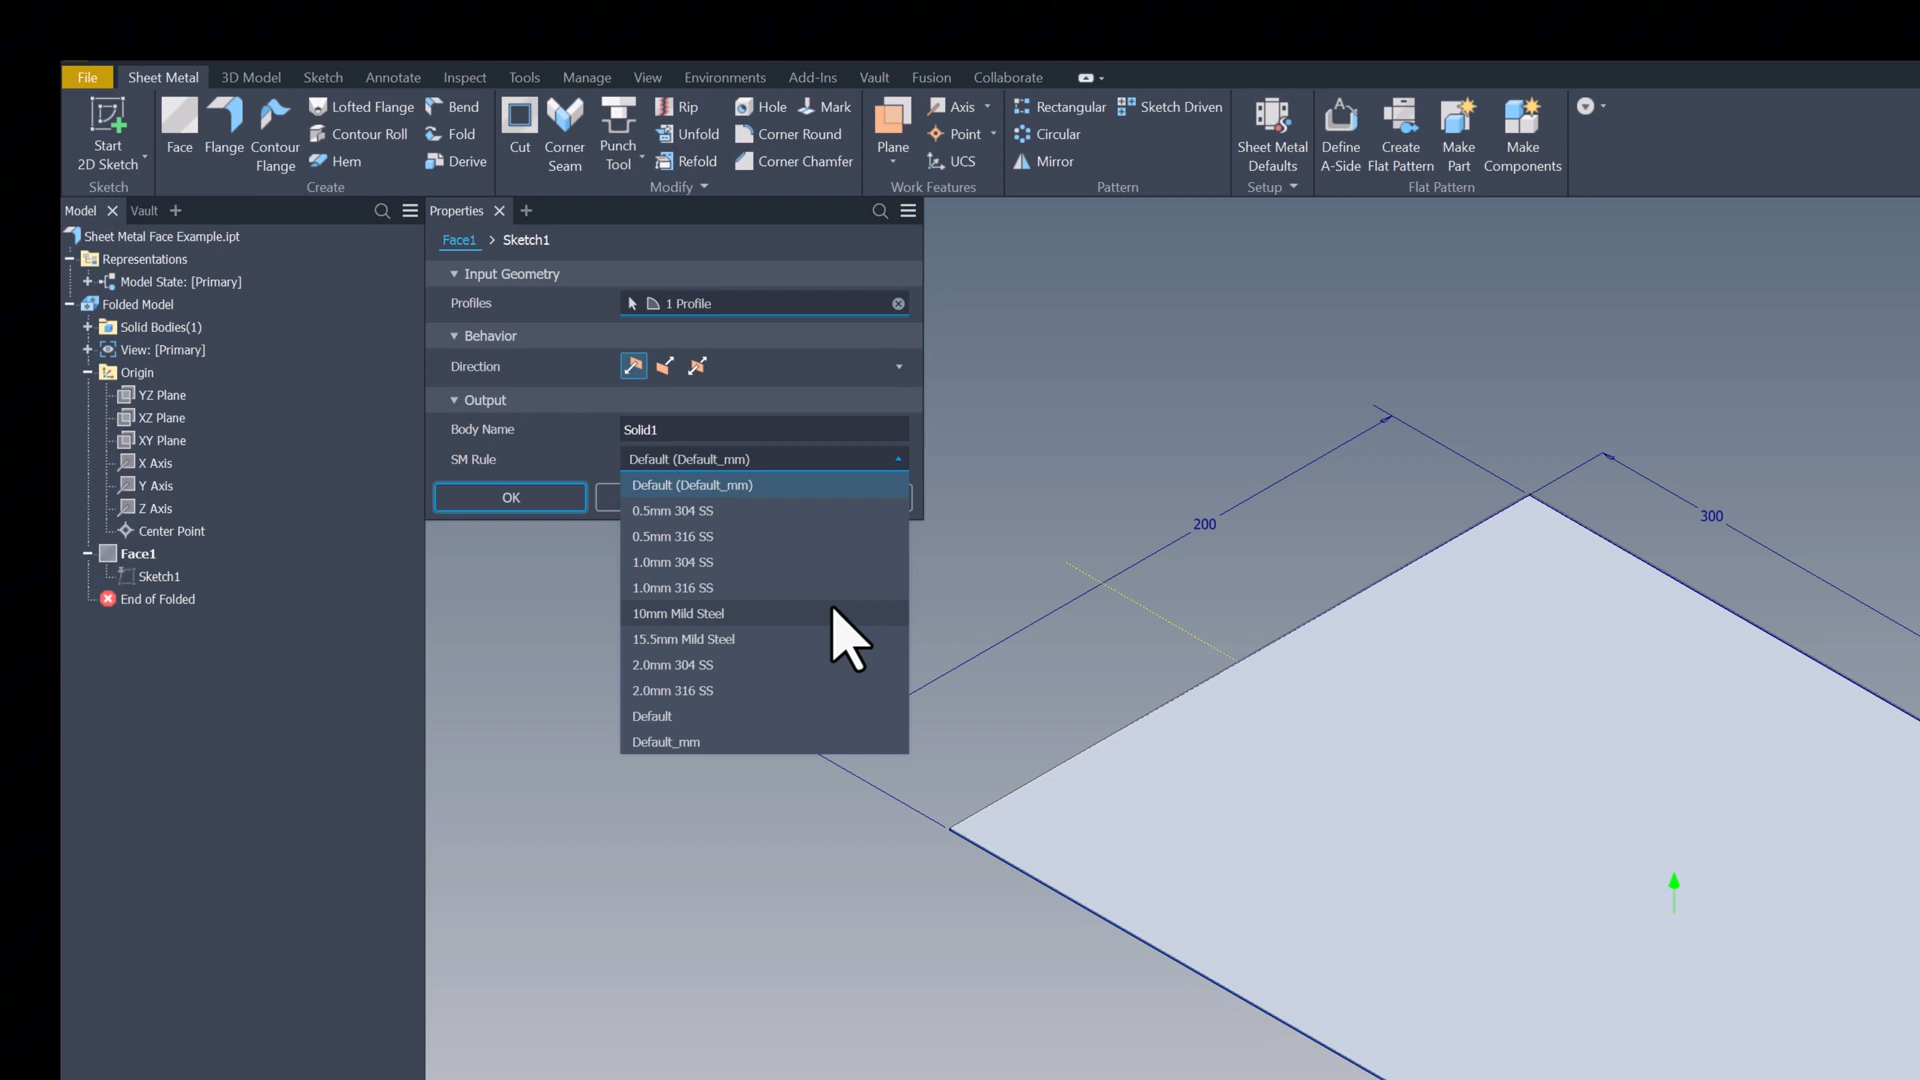 File Sheet Metal 3D Model Sketch Annotate Inspect Tools Manage View Environments Add-Ins Vault Fusion Collaborate
Start
2D Sketch
Sketch
Face
Flange
Contour
Flange
Lofted Flange
Contour Roll
Hem
Bend
Fold
Derive
Create
Cut
Corner
Seam
Punch
Tool
Rip
Unfold
Refold
Hole
Mark
Corner Round
Corner Chamfer
Modify
Plane
Axis
Point
UCS
Work Features
Rectangular
Circular
Mirror
Sketch Driven
Pattern
Sheet Metal
Defaults
Setup
Define
A-Side
Create
Flat Pattern
Make
Part
Make
Components
Flat Pattern
Model Vault
Sheet Metal Face Example.ipt
Representations
Model State: [Primary]
Folded Model
Solid Bodies(1)
View: [Primary]
Origin
YZ Plane
XZ Plane
XY Plane
X Axis
Y Axis
Z Axis
Center Point
Face1
Sketch1
End of Folded
Properties
Face1 > Sketch1
Input Geometry
Profiles 1 Profile
Behavior
Direction
Output
Body Name Solid1
SM Rule Default (Default_mm)
OK
Default (Default_mm)
0.5mm 304 SS
0.5mm 316 SS
1.0mm 304 SS
1.0mm 316 SS
10mm Mild Steel
15.5mm Mild Steel
2.0mm 304 SS
2.0mm 316 SS
Default
Default_mm
200
300